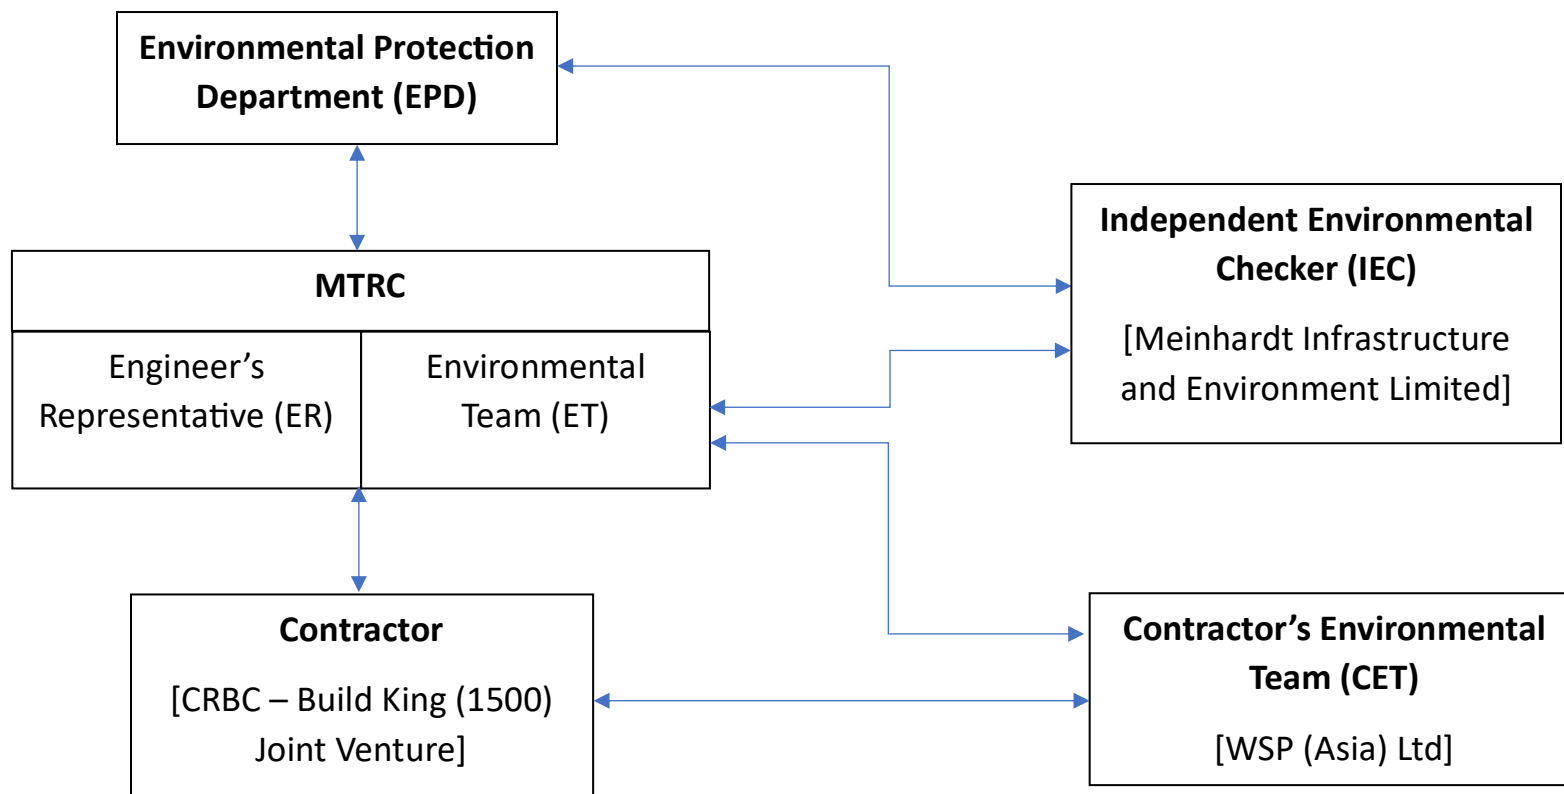 Environmental Protection
Department (EPD)
Independent Environmental
Checker (IEC)
[Meinhardt Infrastructure
and Environment Limited]
MTRC
Engineer’s
Representative (ER)
Environmental
Team (ET)
Contractor
[CRBC – Build King (1500)
Joint Venture]
Contractor’s Environmental
Team (CET)
[WSP (Asia) Ltd]